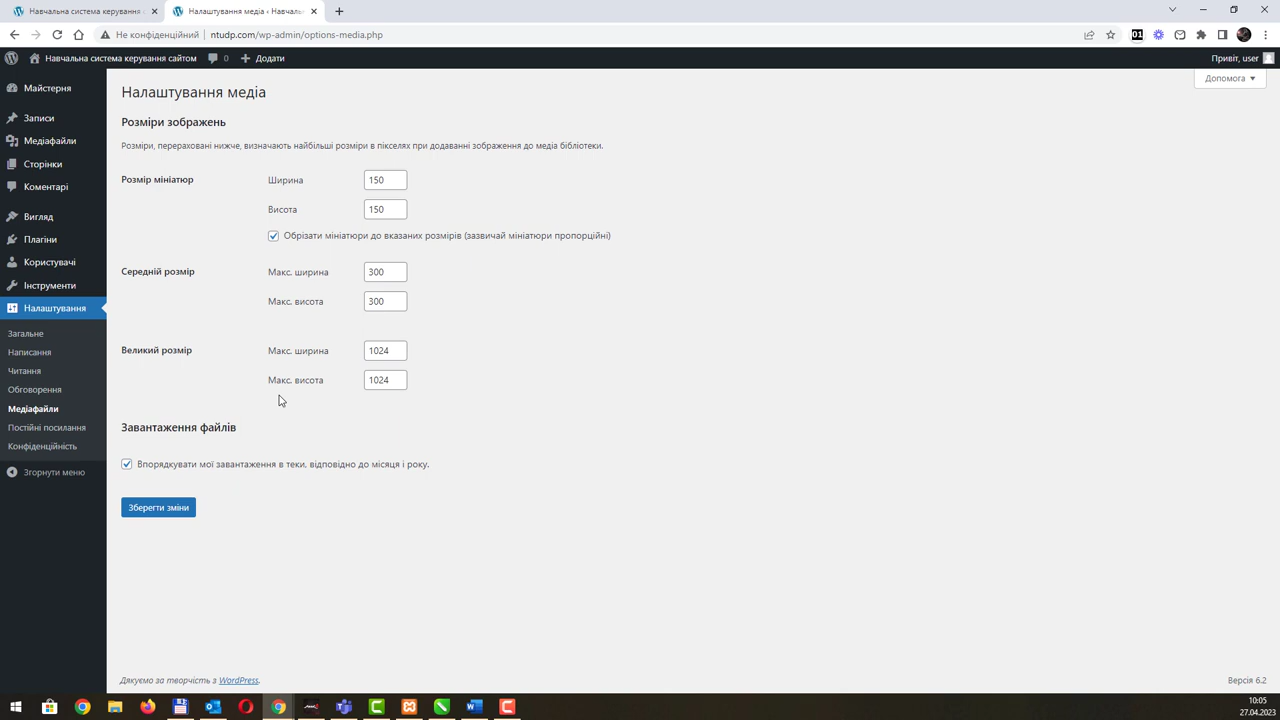 Навчальна система керування
Налаштування медіа ‹ Навчаль
Не конфіденційний
ntudp.com/wp-admin/options-media.php
01
Навчальна система керування сайтом
0
Додати
Привіт, user
Майстерня
Записи
Медіафайли
Сторінки
Коментарі
Вигляд
Плагіни
Користувачі
Інструменти
Налаштування
Загальне
Написання
Читання
Обговорення
Медіафайли
Постійні посилання
Конфіденційність
Згорнути меню
Допомога
Налаштування медіа
Розміри зображень
Розміри, перераховані нижче, визначають найбільші розміри в пікселях при додаванні зображення до медіа бібліотеки.
Розмір мініатюр
Ширина
150
Висота
150
Обрізати мініатюри до вказаних розмірів (зазвичай мініатюри пропорційні)
Середній розмір
Макс. ширина
300
Макс. висота
300
Великий розмір
Макс. ширина
1024
Макс. висота
1024
Завантаження файлів
Впорядкувати мої завантаження в теки, відповідно до місяця і року.
Зберегти зміни
Дякуємо за творчість з WordPress.
Версія 6.2
10:05
27.04.2023